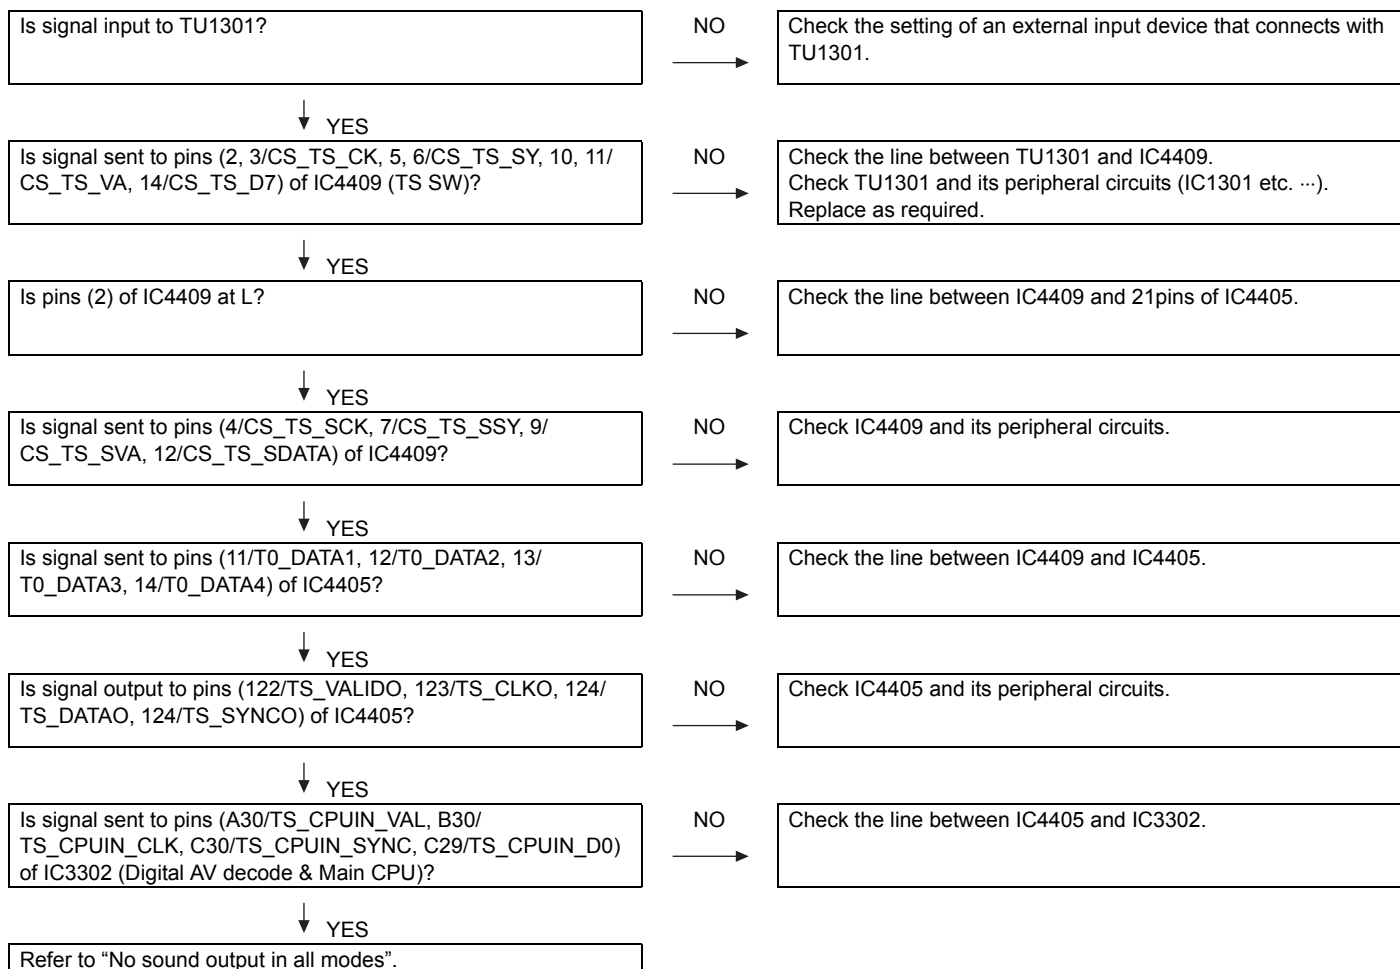 Is signal input to TU1301?
NO
Check the setting of an external input device that connects with
TU1301.
YES
Is signal sent to pins (2, 3/CS_TS_CK, 5, 6/CS_TS_SY, 10, 11/
CS_TS_VA, 14/CS_TS_D7) of IC4409 (TS SW)?
NO
Check the line between TU1301 and IC4409.
Check TU1301 and its peripheral circuits (IC1301 etc. ···).
Replace as required.
YES
Is pins (2) of IC4409 at L?
NO
Check the line between IC4409 and 21pins of IC4405.
YES
Is signal sent to pins (4/CS_TS_SCK, 7/CS_TS_SSY, 9/
CS_TS_SVA, 12/CS_TS_SDATA) of IC4409?
NO
Check IC4409 and its peripheral circuits.
YES
Is signal sent to pins (11/T0_DATA1, 12/T0_DATA2, 13/
T0_DATA3, 14/T0_DATA4) of IC4405?
NO
Check the line between IC4409 and IC4405.
YES
Is signal output to pins (122/TS_VALIDO, 123/TS_CLKO, 124/
TS_DATAO, 124/TS_SYNCO) of IC4405?
NO
Check IC4405 and its peripheral circuits.
YES
Is signal sent to pins (A30/TS_CPUIN_VAL, B30/
TS_CPUIN_CLK, C30/TS_CPUIN_SYNC, C29/TS_CPUIN_D0)
of IC3302 (Digital AV decode & Main CPU)?
NO
Check the line between IC4405 and IC3302.
YES
Refer to “No sound output in all modes”.